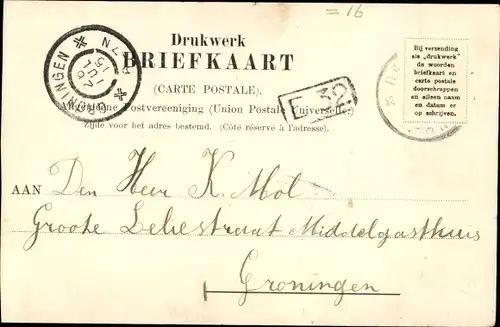 = 16
Drukwerk
BRIEFKAART
(CARTE POSTALE).
Algemeene Postvereeniging (Union Postale Universelle)
Zijde voor het adres bestemd. (Côté réservé à l'adresse).
GRONINGEN
Bij verzending
als „drukwerk"
de woorden
briefkaart en
carte postale
doorschrappen
en alleen naam
en datum er
op schrijven.
AAN Den Heer K. Mol
Groote Leliestraat Middelgasthuis
Groningen